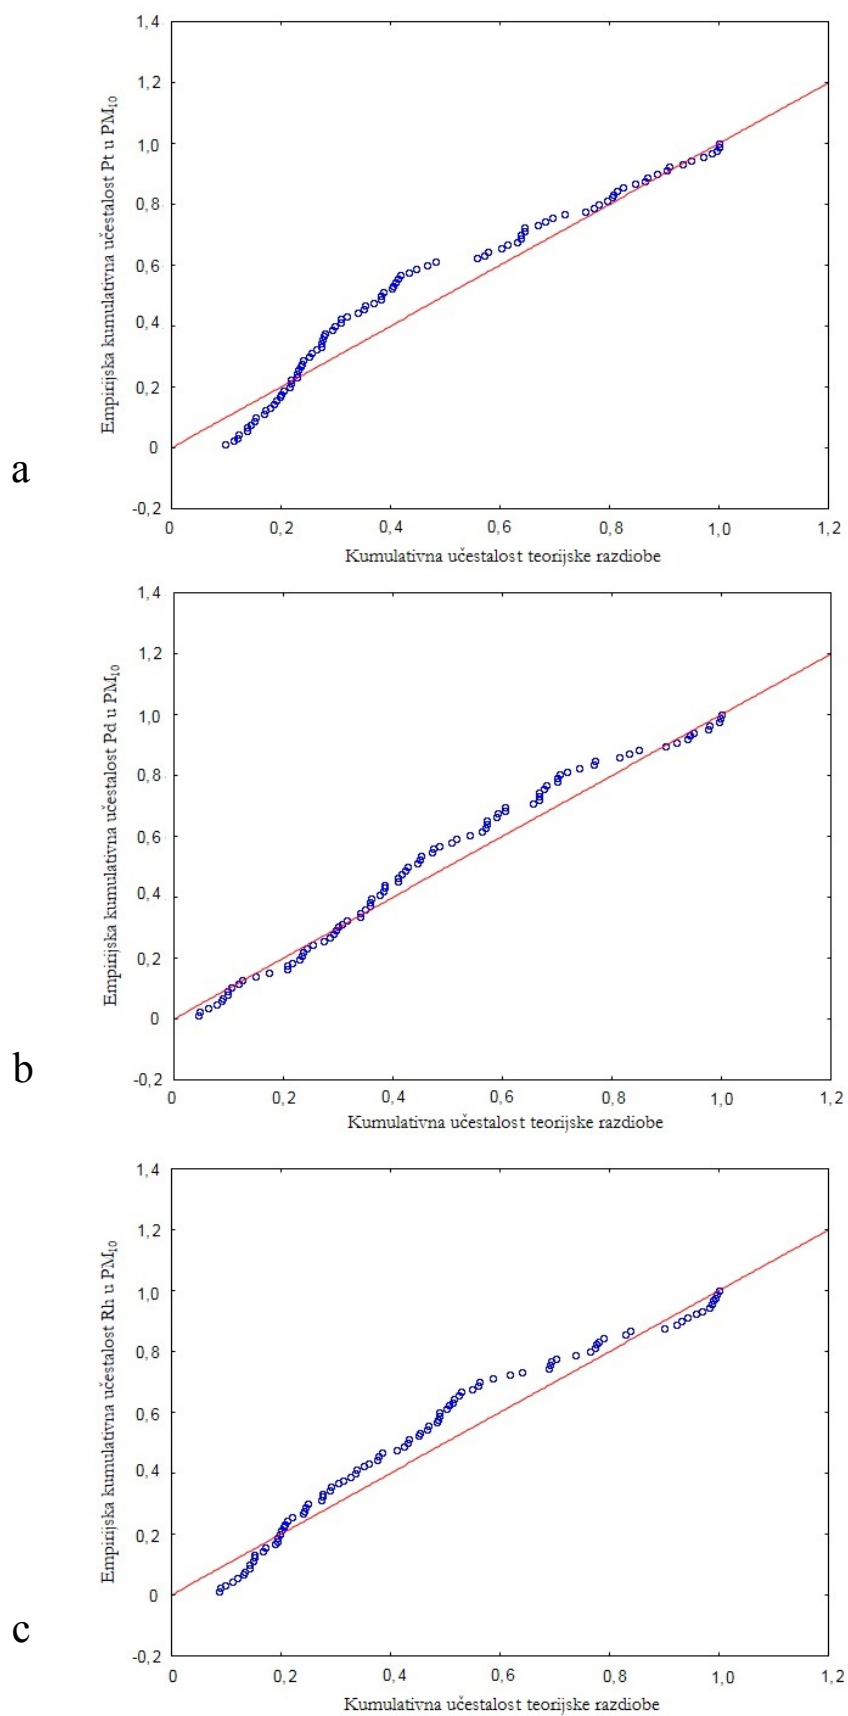 1,4
1,2
1,0
0,8
0,6
0,4
0,2
0
-0,2
Empirijska kumulativna učestalost Pt u PM10
0 0,2 0,4 0,6 0,8 1,0 1,2
Kumulativna učestalost teorijske razdiobe
a
1,4
1,2
1,0
0,8
0,6
0,4
0,2
0
-0,2
Empirijska kumulativna učestalost Pd u PM10
0 0,2 0,4 0,6 0,8 1,0 1,2
Kumulativna učestalost teorijske razdiobe
b
1,4
1,2
1,0
0,8
0,6
0,4
0,2
0
-0,2
Empirijska kumulativna učestalost Rh u PM10
0 0,2 0,4 0,6 0,8 1,0 1,2
Kumulativna učestalost teorijske razdiobe
c